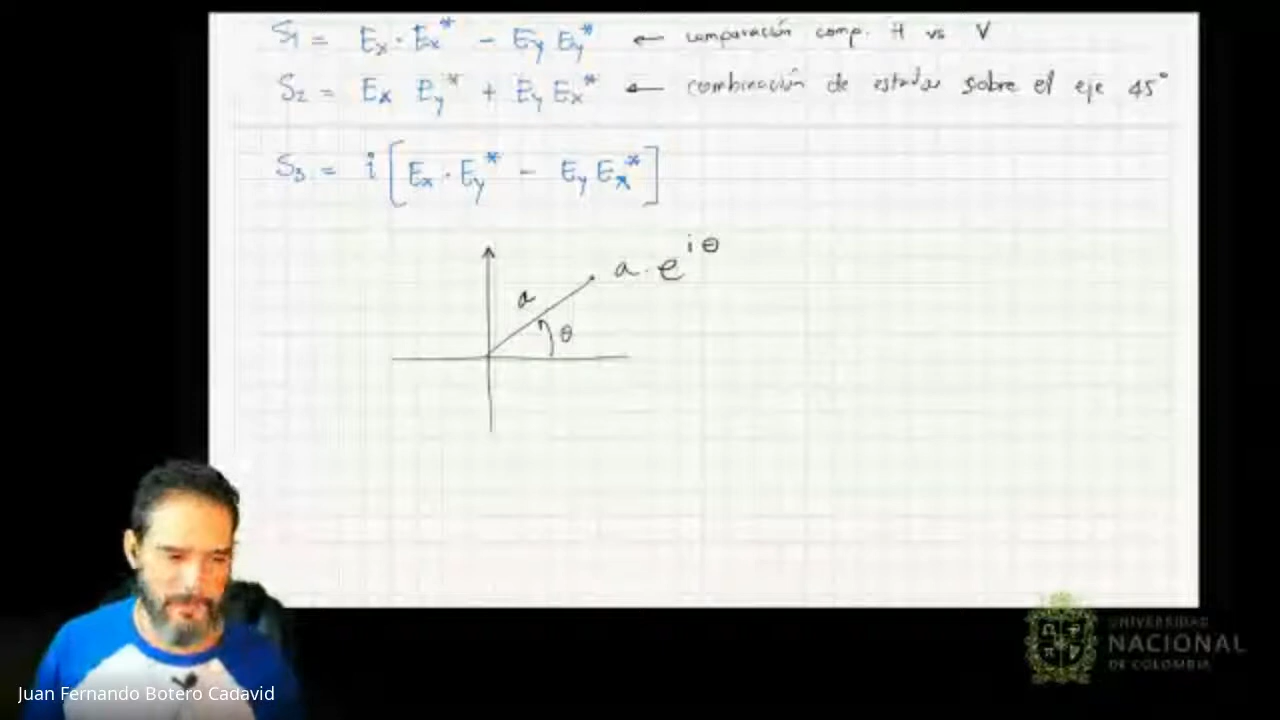 S1 = Ex · Ex* - Ey Ey* ← comparación comp. H vs V
S2 = Ex Ey* + Ey Ex* ← combinación de estados sobre el eje 45°
S3 = i [ Ex · Ey* - Ey Ex* ]
a · e^{iθ}
a
θ
UNIVERSIDAD
NACIONAL
DE COLOMBIA
Juan Fernando Botero Cadavid